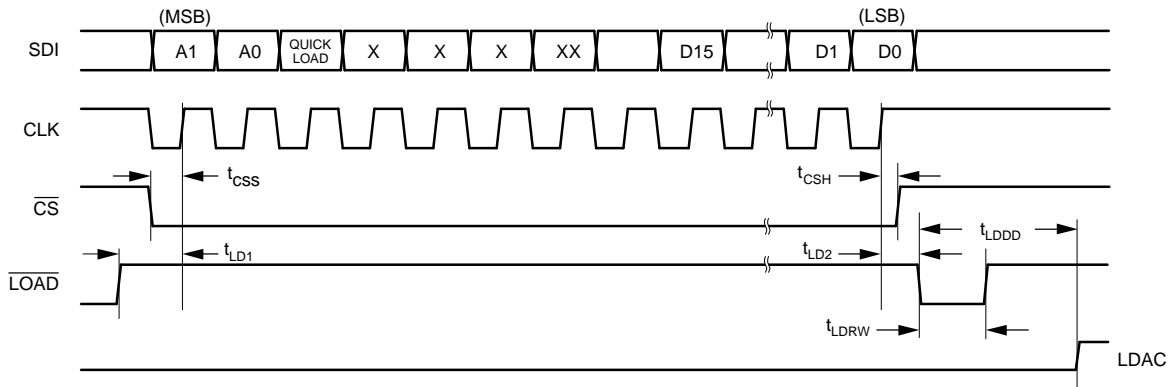 (MSB) (LSB)
SDI A1 A0 QUICK LOAD X X X XX D15 D1 D0
CLK
tCSS tCSH
CS
tLDDD
tLD1 tLD2
LOAD
tLDRW
LDAC